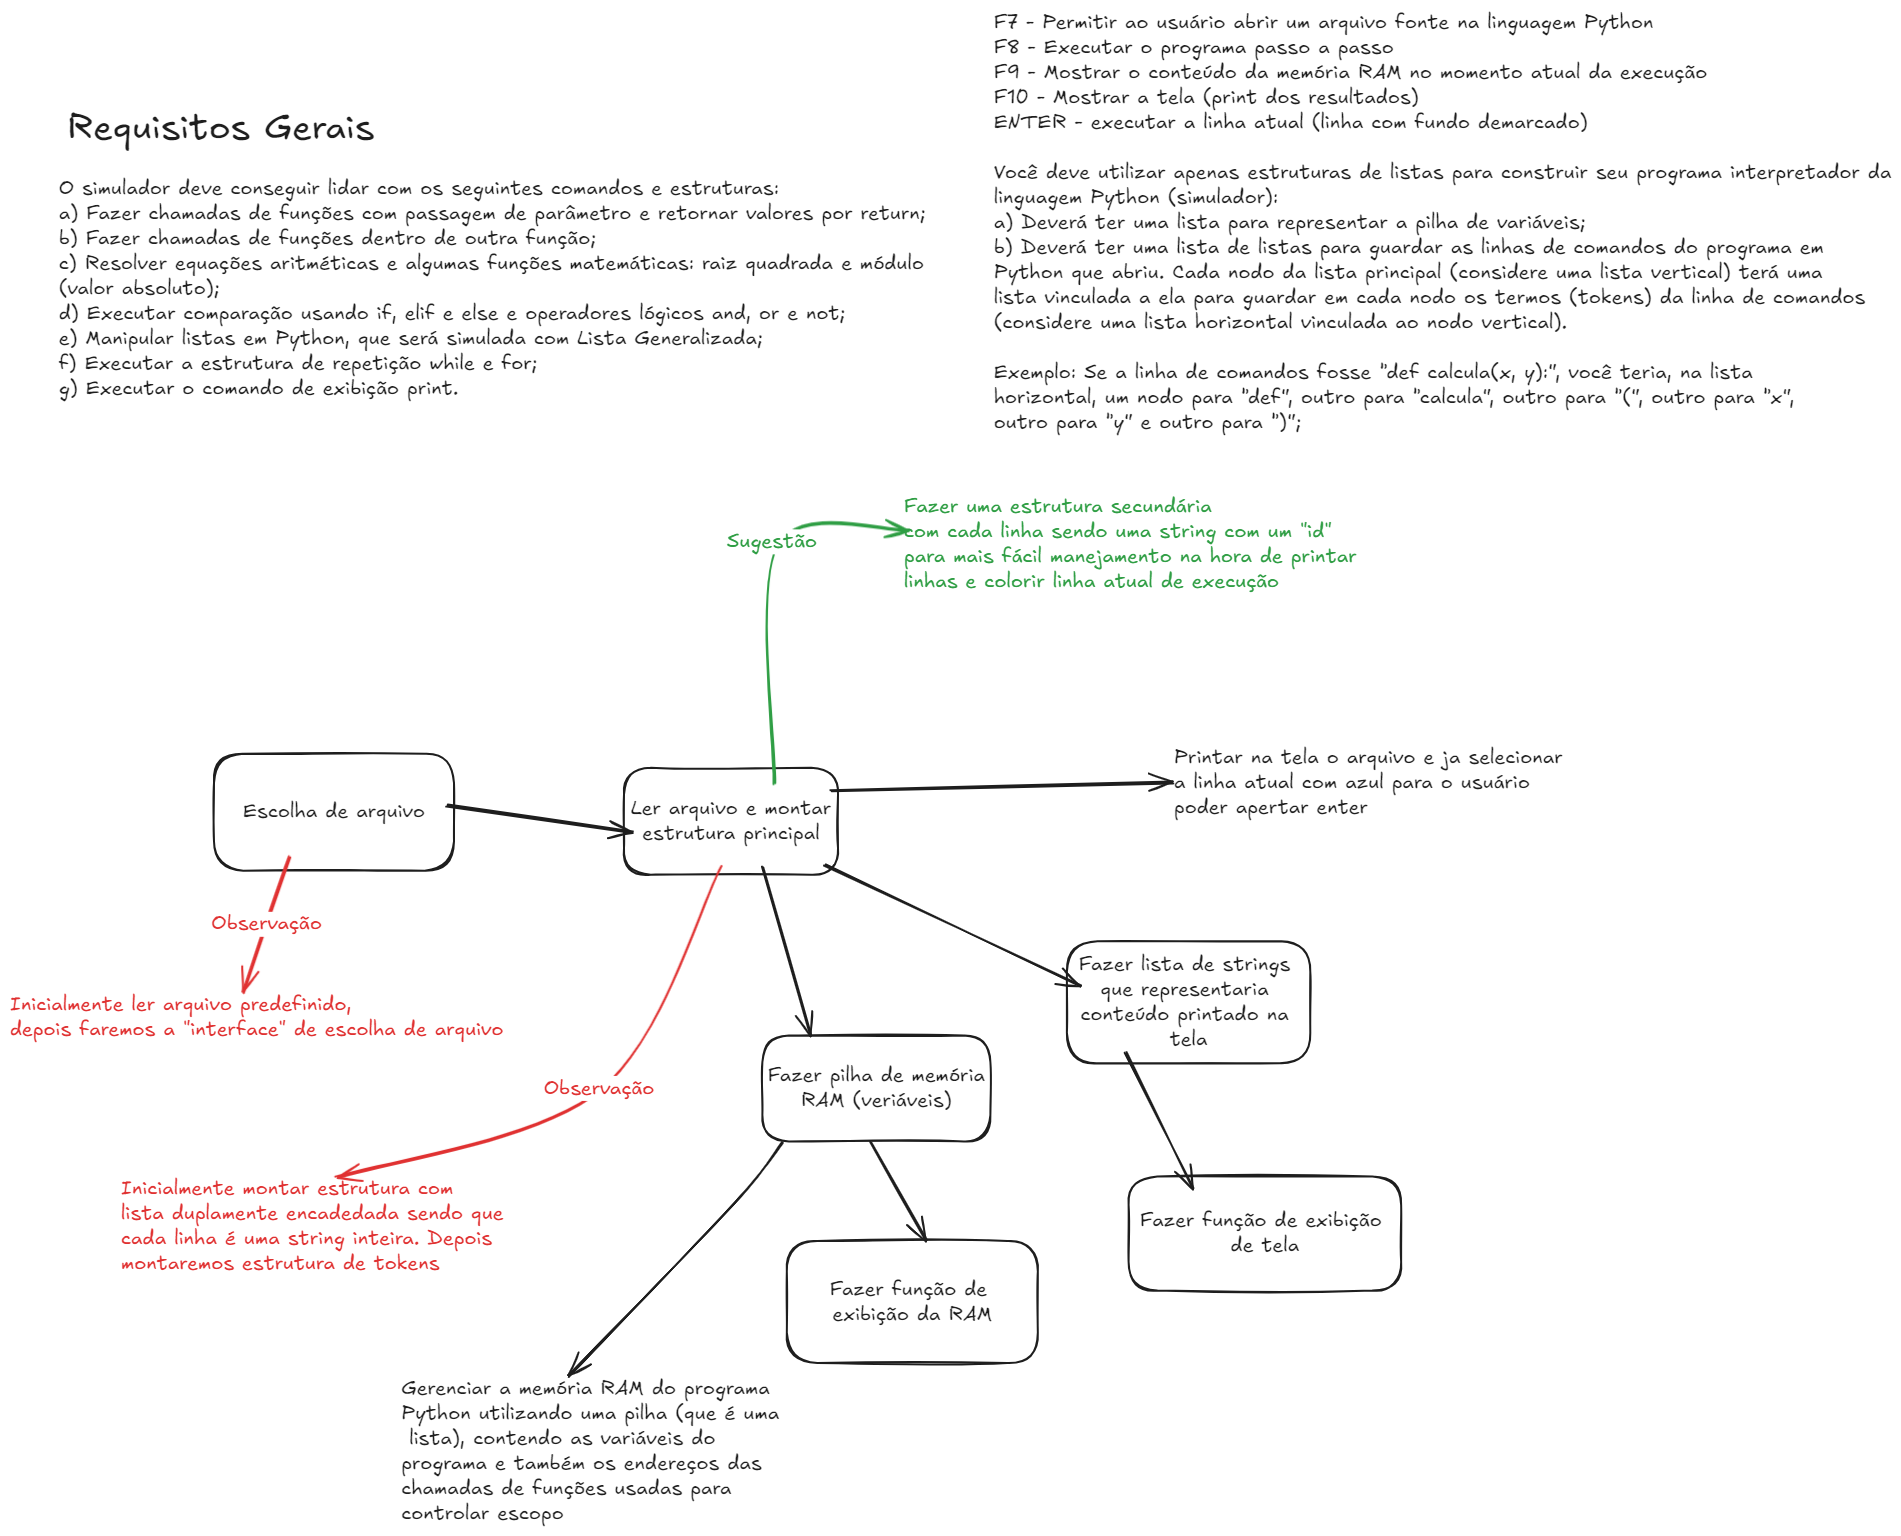 Requisitos Gerais
O simulador deve conseguir lidar com os seguintes comandos e estruturas:
a) Fazer chamadas de funções com passagem de parâmetro e retornar valores por return;
b) Fazer chamadas de funções dentro de outra função;
c) Resolver equações aritméticas e algumas funções matemáticas: raiz quadrada e módulo
(valor absoluto);
d) Executar comparação usando if, elif e else e operadores lógicos and, or e not;
e) Manipular listas em Python, que será simulada com Lista Generalizada;
f) Executar a estrutura de repetição while e for;
g) Executar o comando de exibição print.
F7 - Permitir ao usuário abrir um arquivo fonte na linguagem Python
F8 - Executar o programa passo a passo
F9 - Mostrar o conteúdo da memória RAM no momento atual da execução
F10 - Mostrar a tela (print dos resultados)
ENTER - executar a linha atual (linha com fundo demarcado)
Você deve utilizar apenas estruturas de listas para construir seu programa interpretador da
linguagem Python (simulador):
a) Deverá ter uma lista para representar a pilha de variáveis;
b) Deverá ter uma lista de listas para guardar as linhas de comandos do programa em
Python que abriu. Cada nodo da lista principal (considere uma lista vertical) terá uma
lista vinculada a ela para guardar em cada nodo os termos (tokens) da linha de comandos
(considere uma lista horizontal vinculada ao nodo vertical).
Exemplo: Se a linha de comandos fosse "def calcula(x, y):", você teria, na lista
horizontal, um nodo para "def", outro para "calcula", outro para "(", outro para "x",
outro para "y" e outro para ")";
Sugestão
Fazer uma estrutura secundária
com cada linha sendo uma string com um "id"
para mais fácil manejamento na hora de printar
linhas e colorir linha atual de execução
Escolha de arquivo
Ler arquivo e montar
estrutura principal
Printar na tela o arquivo e ja selecionar
a linha atual com azul para o usuário
poder apertar enter
Observação
Inicialmente ler arquivo predefinido,
depois faremos a "interface" de escolha de arquivo
Fazer lista de strings
que representaria
conteúdo printado na
tela
Fazer pilha de memória
RAM (veriáveis)
Observação
Inicialmente montar estrutura com
lista duplamente encadedada sendo que
cada linha é uma string inteira. Depois
montaremos estrutura de tokens
Fazer função de exibição
de tela
Fazer função de
exibição da RAM
Gerenciar a memória RAM do programa
Python utilizando uma pilha (que é uma
lista), contendo as variáveis do
programa e também os endereços das
chamadas de funções usadas para
controlar escopo